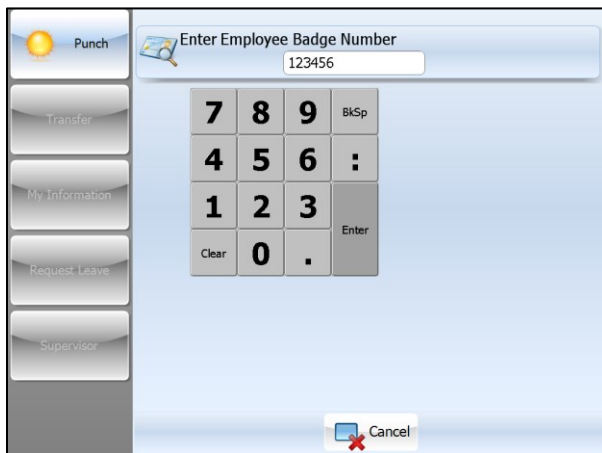 Punch
Transfer
My Information
Request Leave
Supervisor
Enter Employee Badge Number
123456
7 8 9 BkSp
4 5 6 :
1 2 3
Enter
Clear 0 .
Cancel